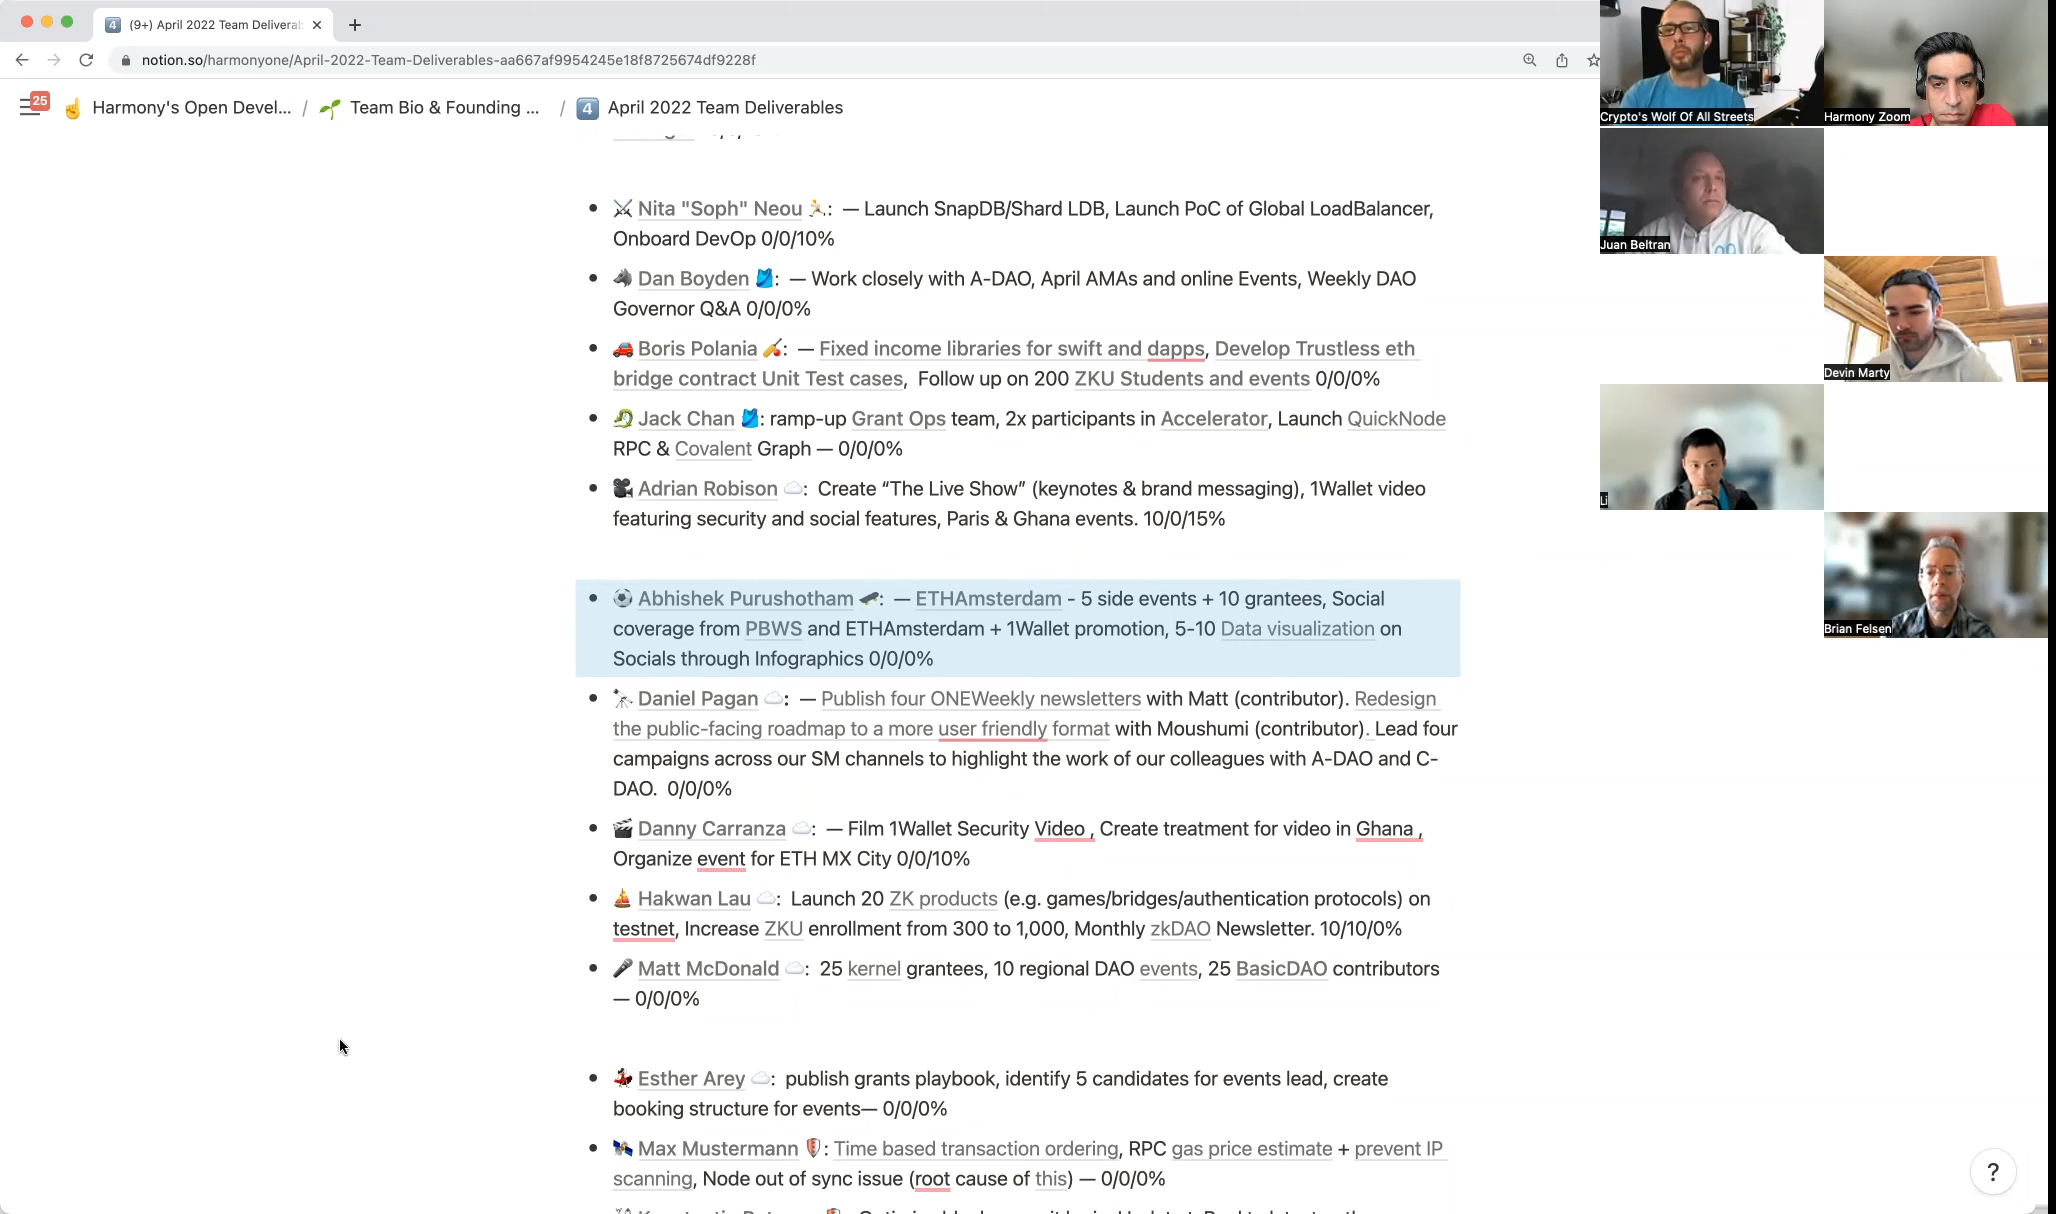 (9+) April 2022 Team Deliverab
notion.so/harmonyone/April-2022-Team-Deliverables-aa667af9954245e18f8725674df9228f
25
Harmony's Open Devel... / Team Bio & Founding ... / 4 April 2022 Team Deliverables
Nita "Soph" Neou : — Launch SnapDB/Shard LDB, Launch PoC of Global LoadBalancer,
Onboard DevOp 0/0/10%
Dan Boyden : — Work closely with A-DAO, April AMAs and online Events, Weekly DAO
Governor Q&A 0/0/0%
Boris Polania : — Fixed income libraries for swift and dapps, Develop Trustless eth
bridge contract Unit Test cases, Follow up on 200 ZKU Students and events 0/0/0%
Jack Chan : ramp-up Grant Ops team, 2x participants in Accelerator, Launch QuickNode
RPC & Covalent Graph — 0/0/0%
Adrian Robison : Create “The Live Show” (keynotes & brand messaging), 1Wallet video
featuring security and social features, Paris & Ghana events. 10/0/15%
Abhishek Purushotham : — ETHAmsterdam - 5 side events + 10 grantees, Social
coverage from PBWS and ETHAmsterdam + 1Wallet promotion, 5-10 Data visualization on
Socials through Infographics 0/0/0%
Daniel Pagan : — Publish four ONEWeekly newsletters with Matt (contributor). Redesign
the public-facing roadmap to a more user friendly format with Moushumi (contributor). Lead four
campaigns across our SM channels to highlight the work of our colleagues with A-DAO and C-
DAO. 0/0/0%
Danny Carranza : — Film 1Wallet Security Video , Create treatment for video in Ghana ,
Organize event for ETH MX City 0/0/10%
Hakwan Lau : Launch 20 ZK products (e.g. games/bridges/authentication protocols) on
testnet, Increase ZKU enrollment from 300 to 1,000, Monthly zkDAO Newsletter. 10/10/0%
Matt McDonald : 25 kernel grantees, 10 regional DAO events, 25 BasicDAO contributors
— 0/0/0%
Esther Arey : publish grants playbook, identify 5 candidates for events lead, create
booking structure for events— 0/0/0%
Max Mustermann : Time based transaction ordering, RPC gas price estimate + prevent IP
scanning, Node out of sync issue (root cause of this) — 0/0/0%
Crypto's Wolf Of All Streets
Harmony Zoom
Juan Beltran
Devin Marty
Li
Brian Felsen
?